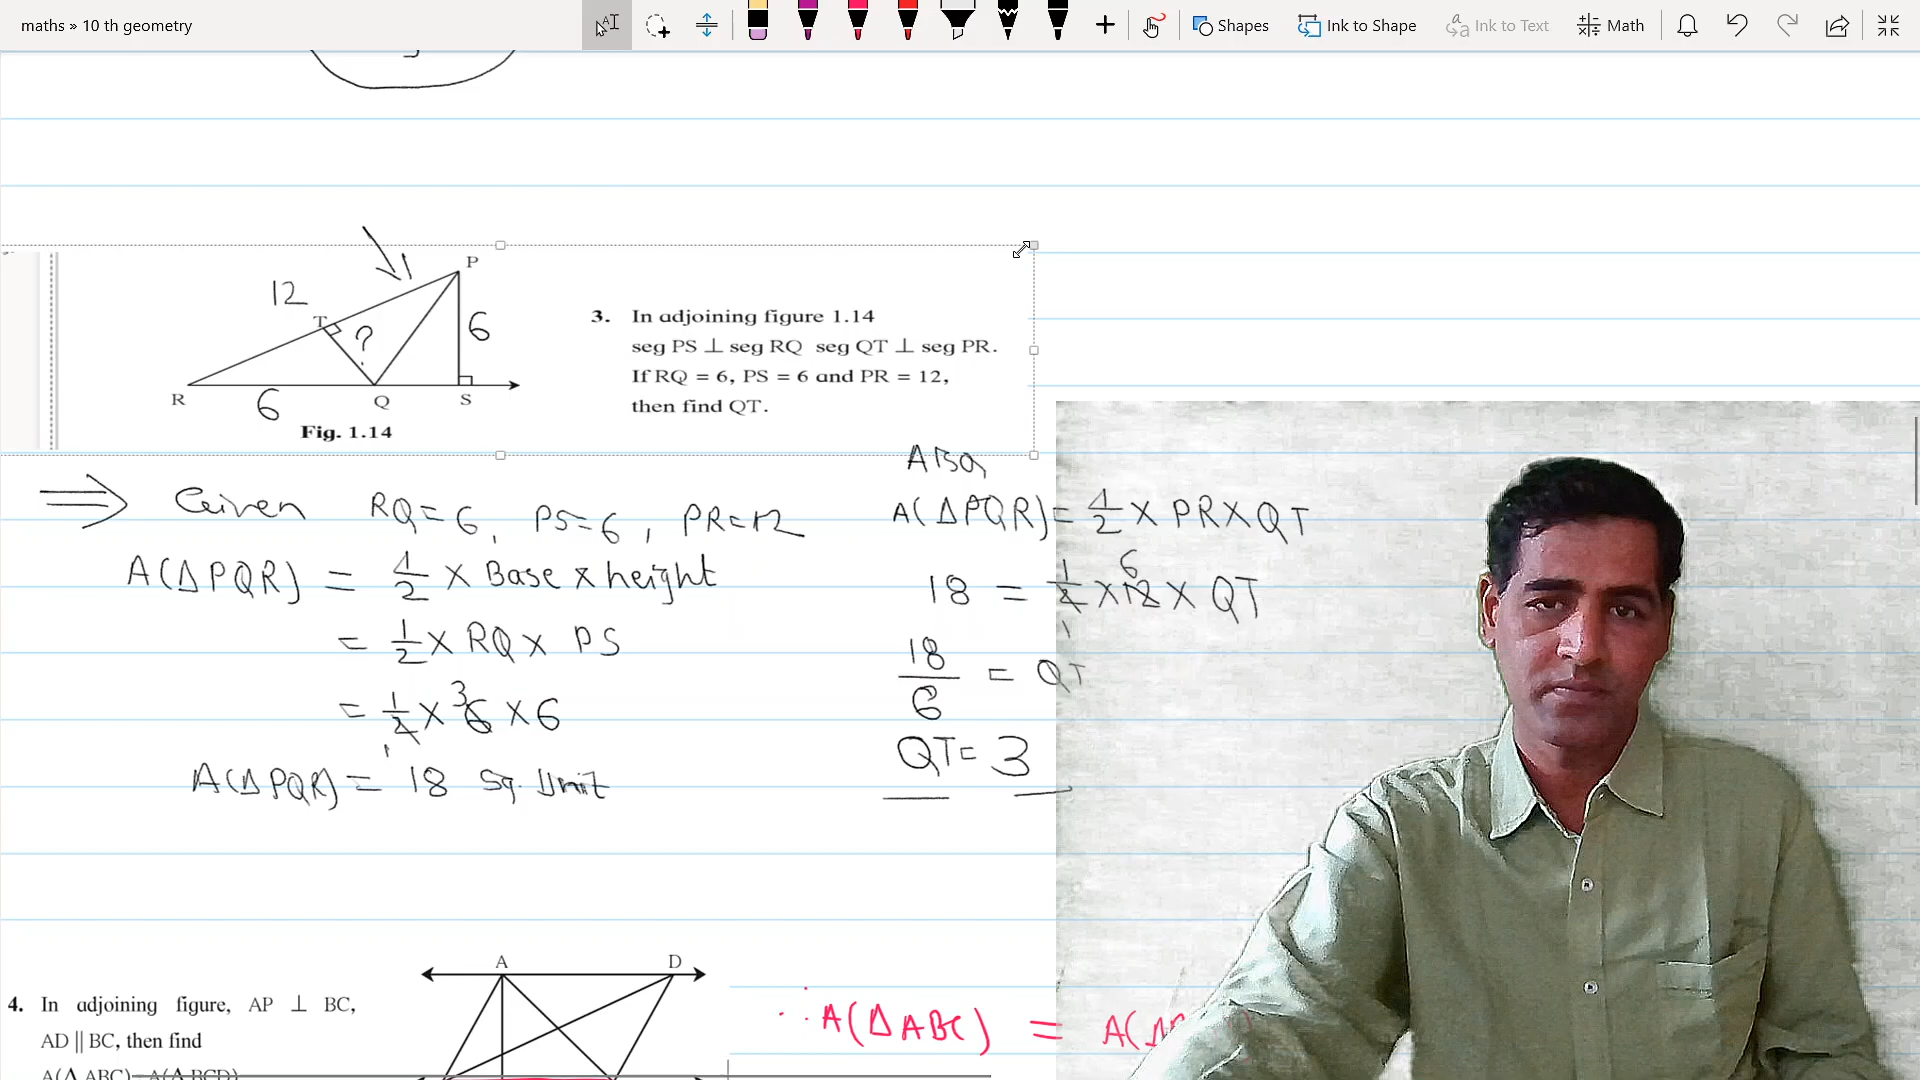 maths » 10 th geometry
Shapes Ink to Shape Ink to Text Math
P
12
T
?
6
R
6
Q
S
Fig. 1.14
3. In adjoining figure 1.14
seg PS ⊥ seg RQ seg QT ⊥ seg PR.
If RQ = 6, PS = 6 and PR = 12,
then find QT.
Given RQ = 6, PS = 6, PR = 12
A(ΔPQR) = 1/2 × Base × height
= 1/2 × RQ × PS
= 1/2 × 6 3 × 6
A(ΔPQR) = 18 sq. Unit
Also
A(ΔPQR) = 1/2 × PR × QT
18 = 1/2 × 12 6 × QT
18/6 = QT
QT = 3
4. In adjoining figure, AP ⊥ BC,
AD || BC, then find
A(Δ ABC) : A(Δ BCD)
A
D
∴ A(ΔABC) =